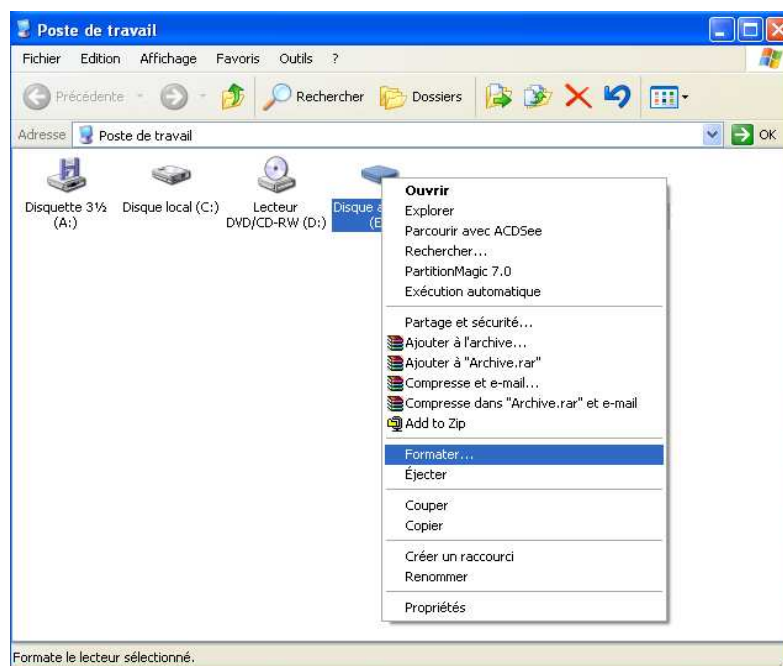 Poste de travail
Fichier Edition Affichage Favoris Outils ?
Précédente Rechercher Dossiers
Adresse Poste de travail OK
Disquette 3½ (A:)
Disque local (C:)
Lecteur DVD/CD-RW (D:)
Disque
Ouvrir
Explorer
Parcourir avec ACDSee
Rechercher...
PartitionMagic 7.0
Exécution automatique
Partage et sécurité...
Ajouter à l'archive...
Ajouter à "Archive.rar"
Compresse et e-mail...
Compresse dans "Archive.rar" et e-mail
Add to Zip
Formater...
Éjecter
Couper
Copier
Créer un raccourci
Renommer
Propriétés
Formate le lecteur sélectionné.